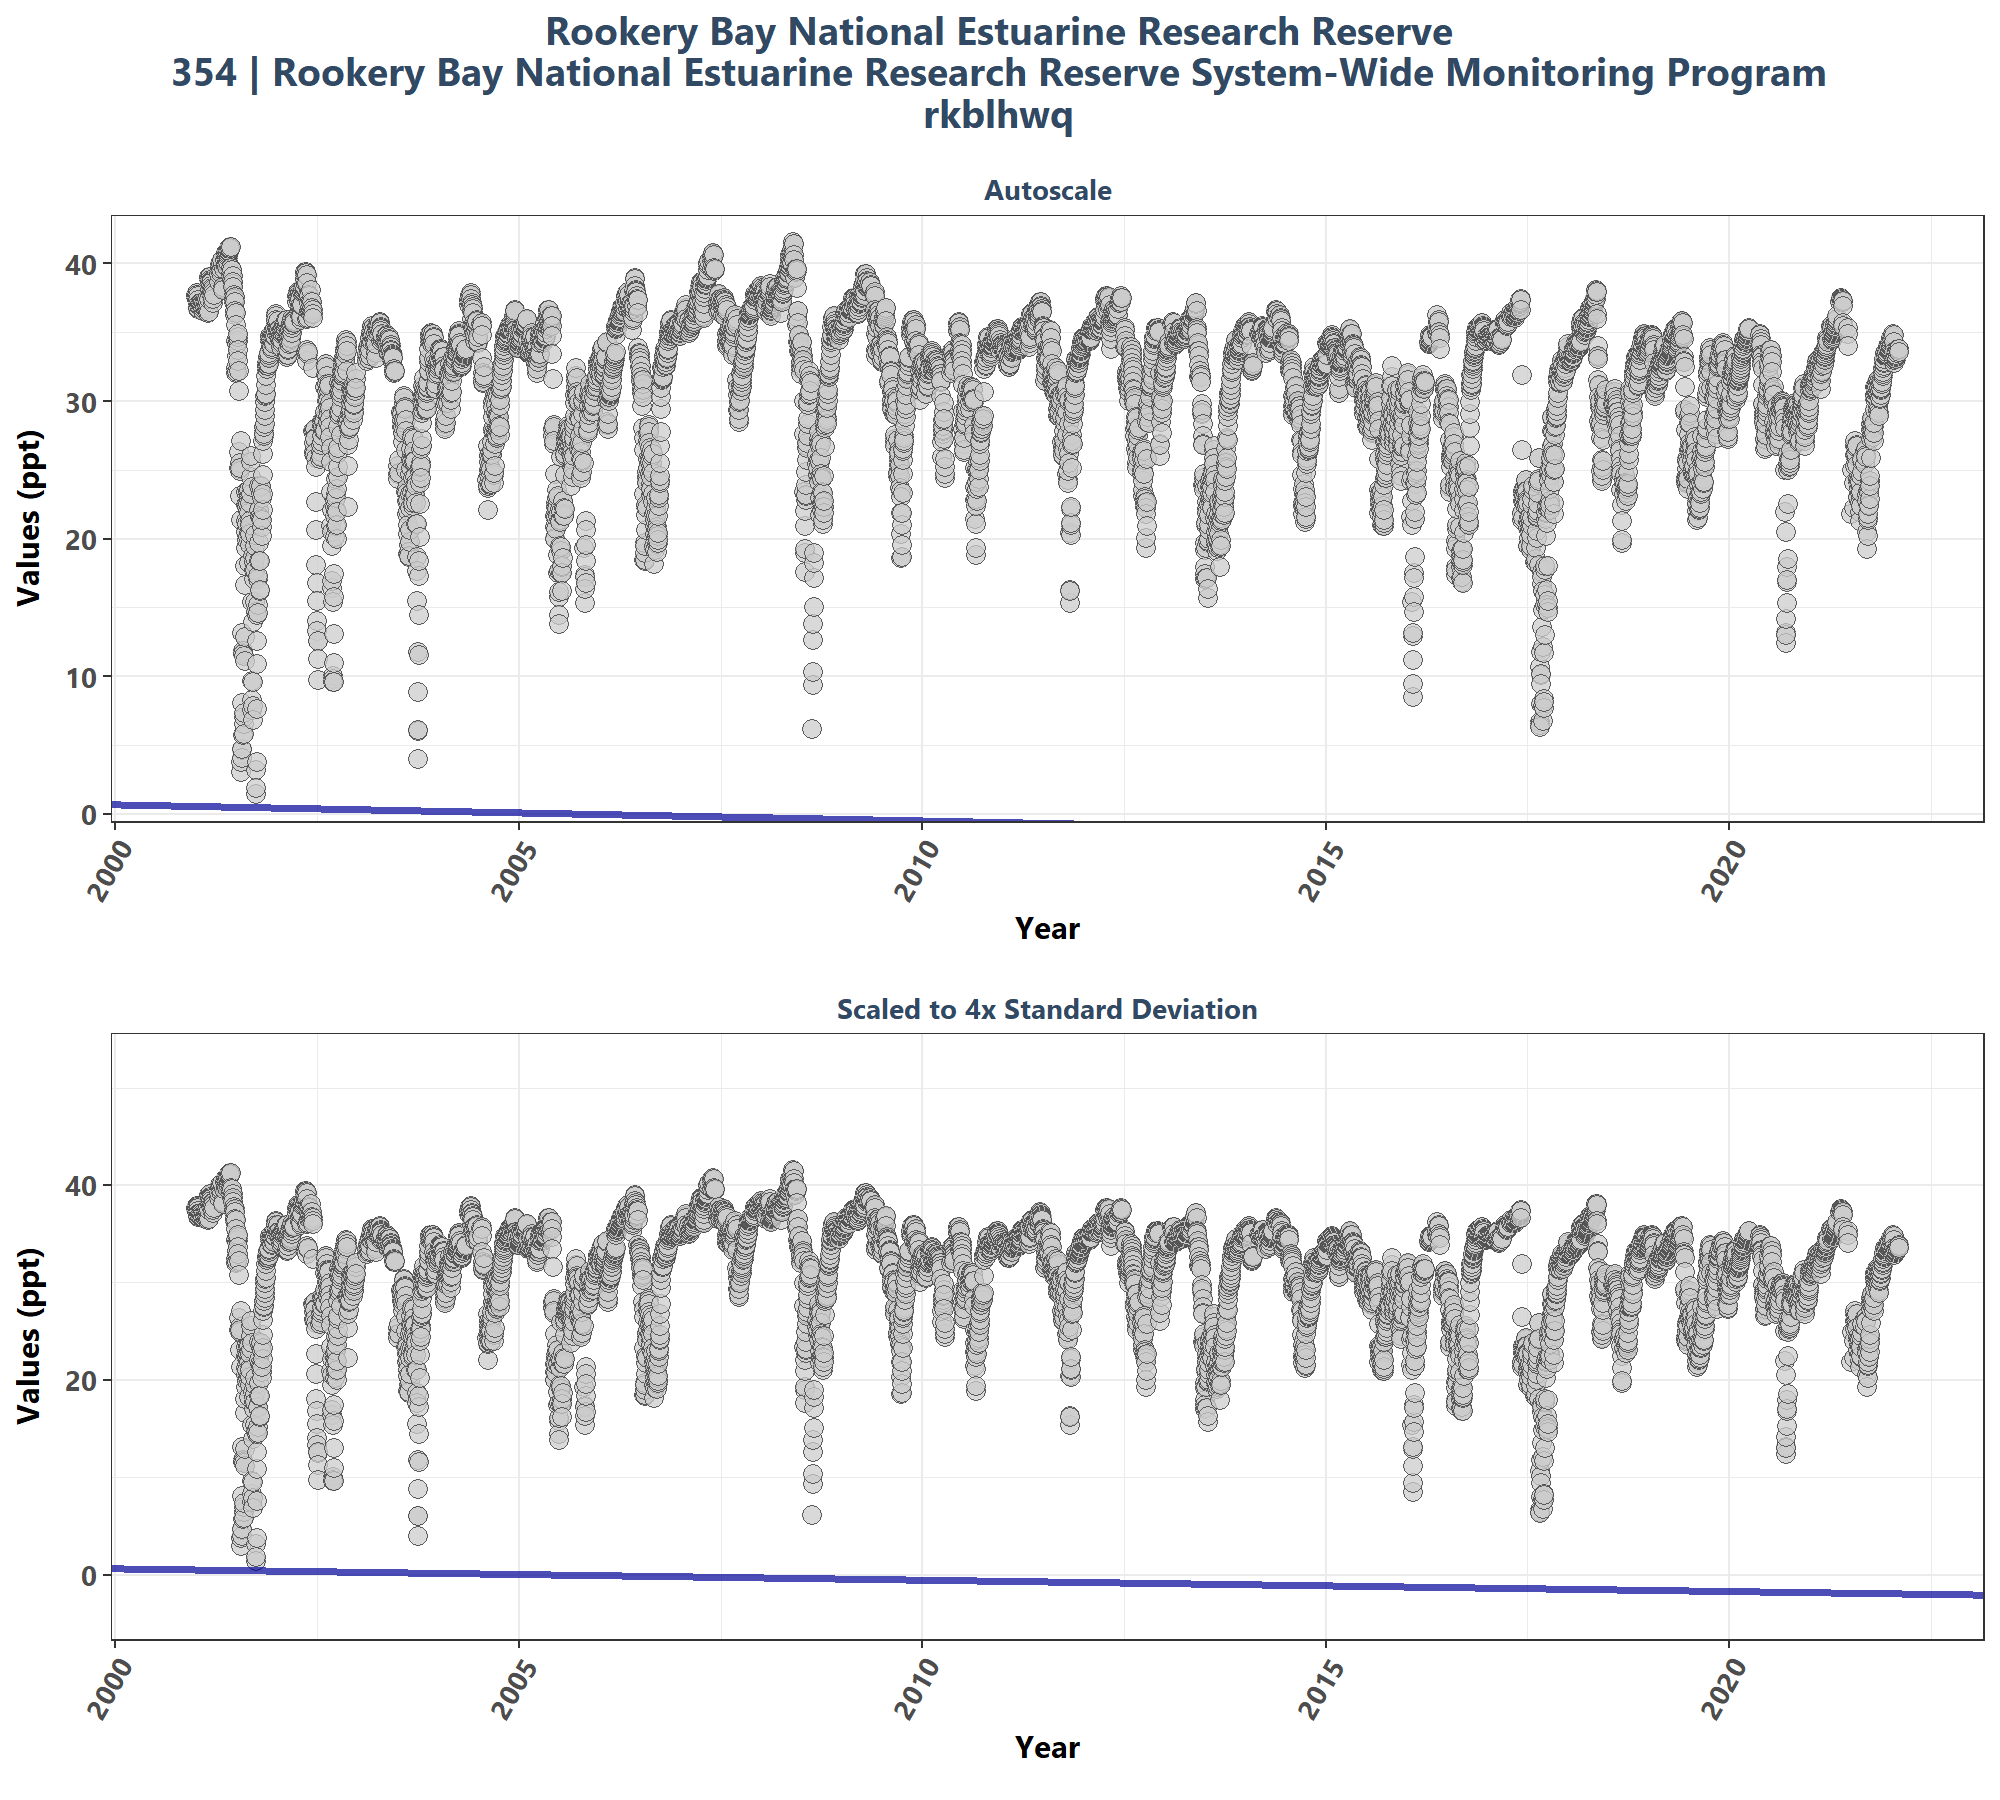 Rookery Bay National Estuarine Research Reserve
354 | Rookery Bay National Estuarine Research Reserve System-Wide Monitoring Program
rkblhwq
Autoscale
Values (ppt)
40
30
20
10
0
2000 2005 2010 2015 2020
Year
Scaled to 4x Standard Deviation
Values (ppt)
40
20
0
2000 2005 2010 2015 2020
Year